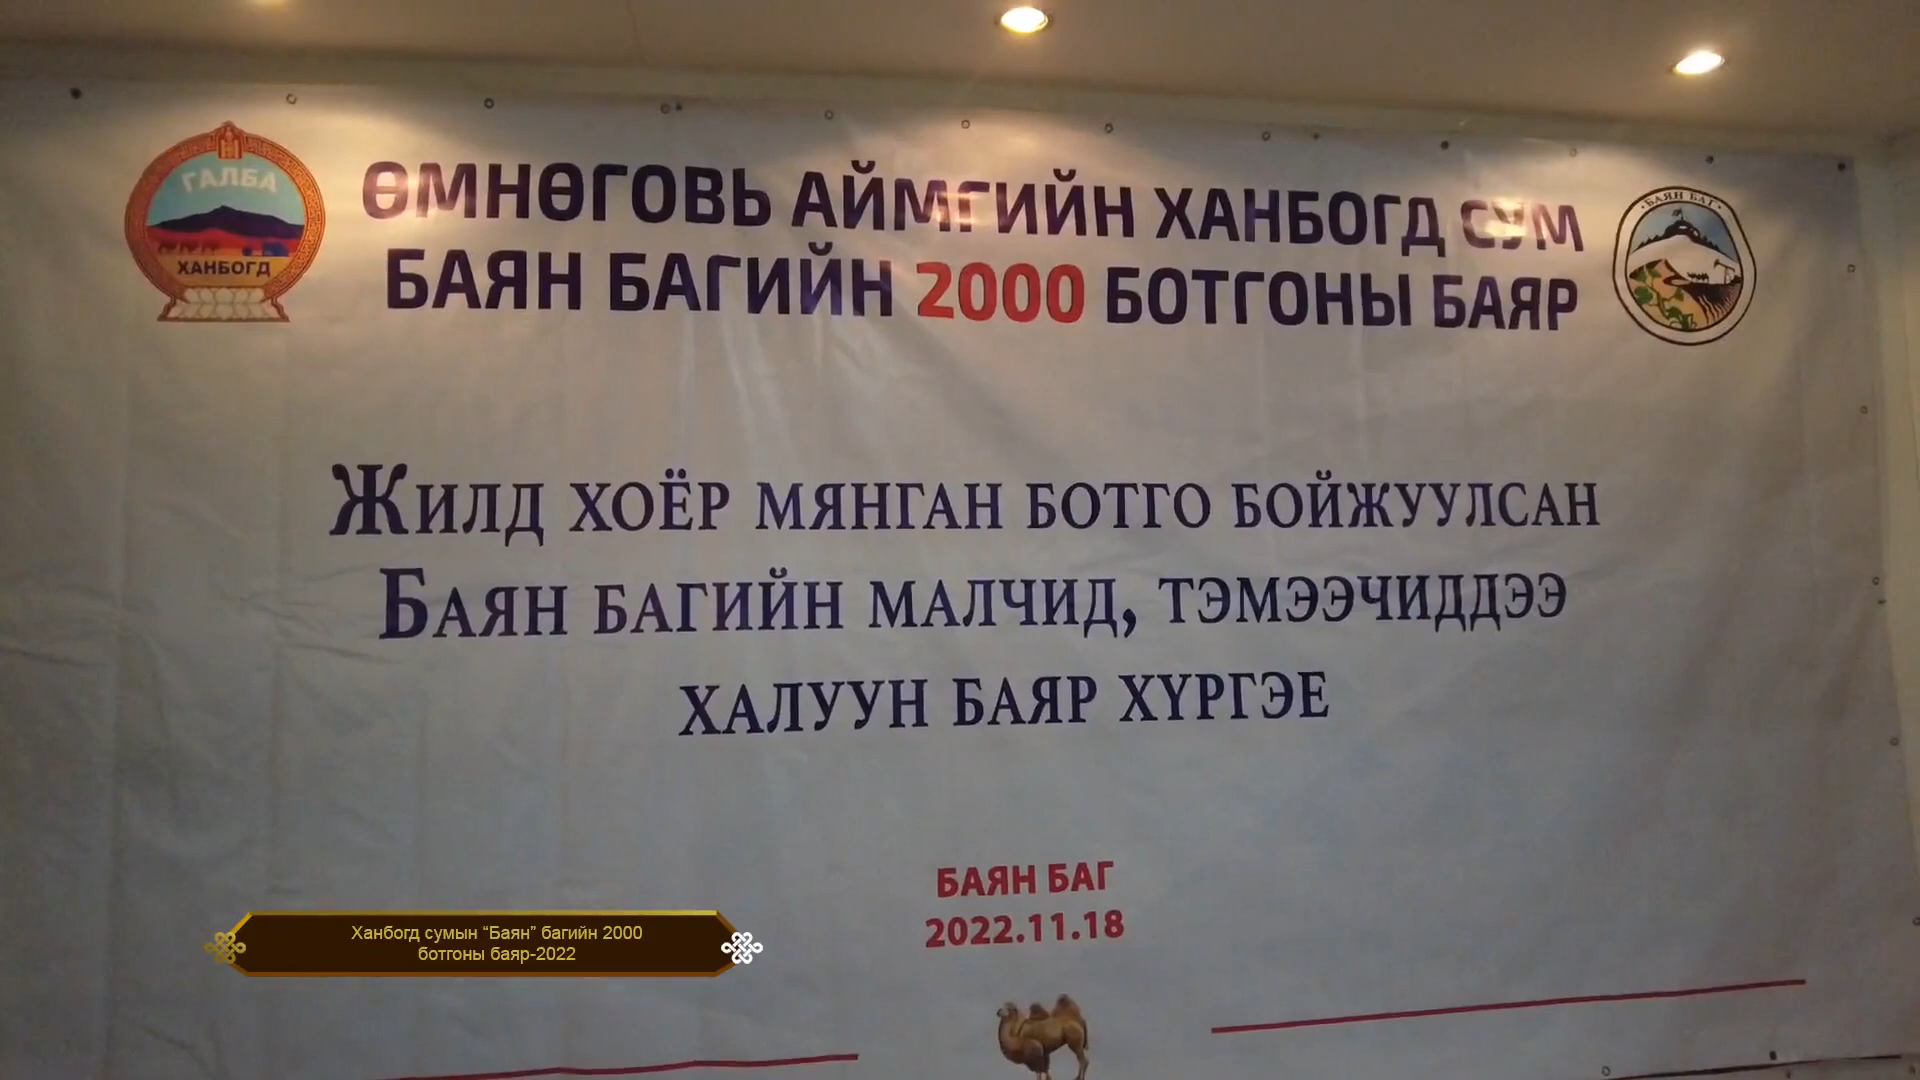 ГАЛБА
ХАНБОГД
ӨМНӨГОВЬ АЙМГИЙН ХАНБОГД СУМ
БАЯН БАГИЙН 2000 БОТГОНЫ БАЯР
• БАЯН БАГ •
ЖИЛД ХОЁР МЯНГАН БОТГО БОЙЖУУЛСАН
БАЯН БАГИЙН МАЛЧИД, ТЭМЭЭЧИДДЭЭ
ХАЛУУН БАЯР ХҮРГЭЕ
БАЯН БАГ
2022.11.18
Ханбогд сумын “Баян” багийн 2000
ботгоны баяр-2022